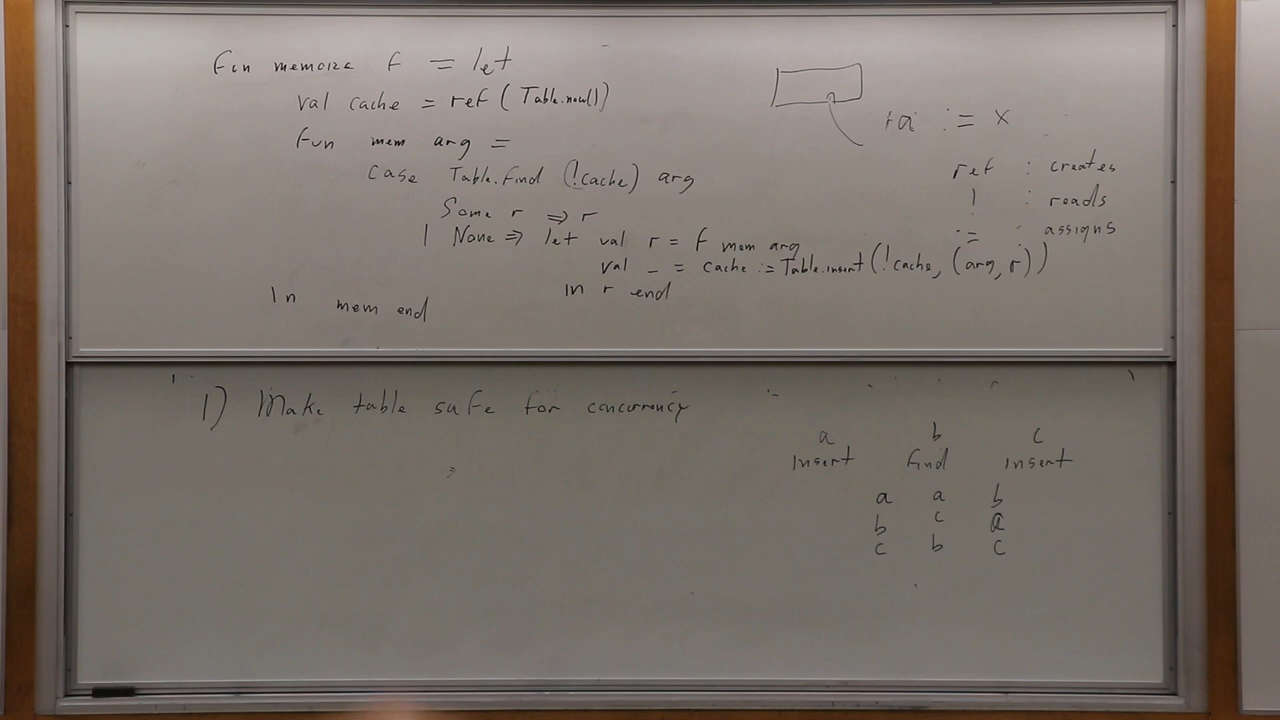 Fun memoize f = let
val cache = ref (Table.new())
Fun mem arg =
case Table.find (!cache) arg
Some r => r
| None => let val r = f mem arg
val _ = cache := Table.insert (!cache, (arg, r))
in r end
In mem end
a := x
ref : creates
! : reads
:= : assigns
1) Make table safe for concurrency
a b c
insert find insert
a a b
b c a
c b c